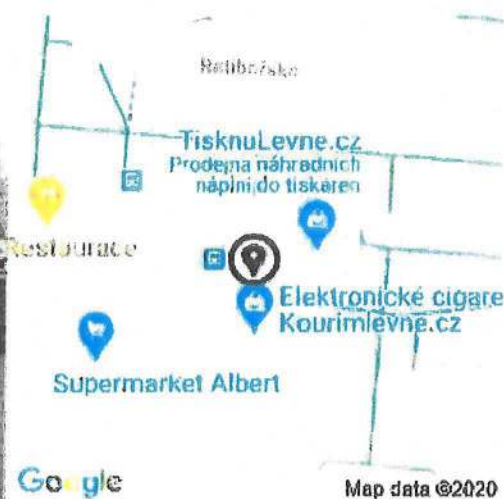 TisknuLevne.cz
Prodejna náhradních
náplní do tiskáren
Restaurace
Elektronické cigare
Kourimlevne.cz
Supermarket Albert
Google
Map data ©2020